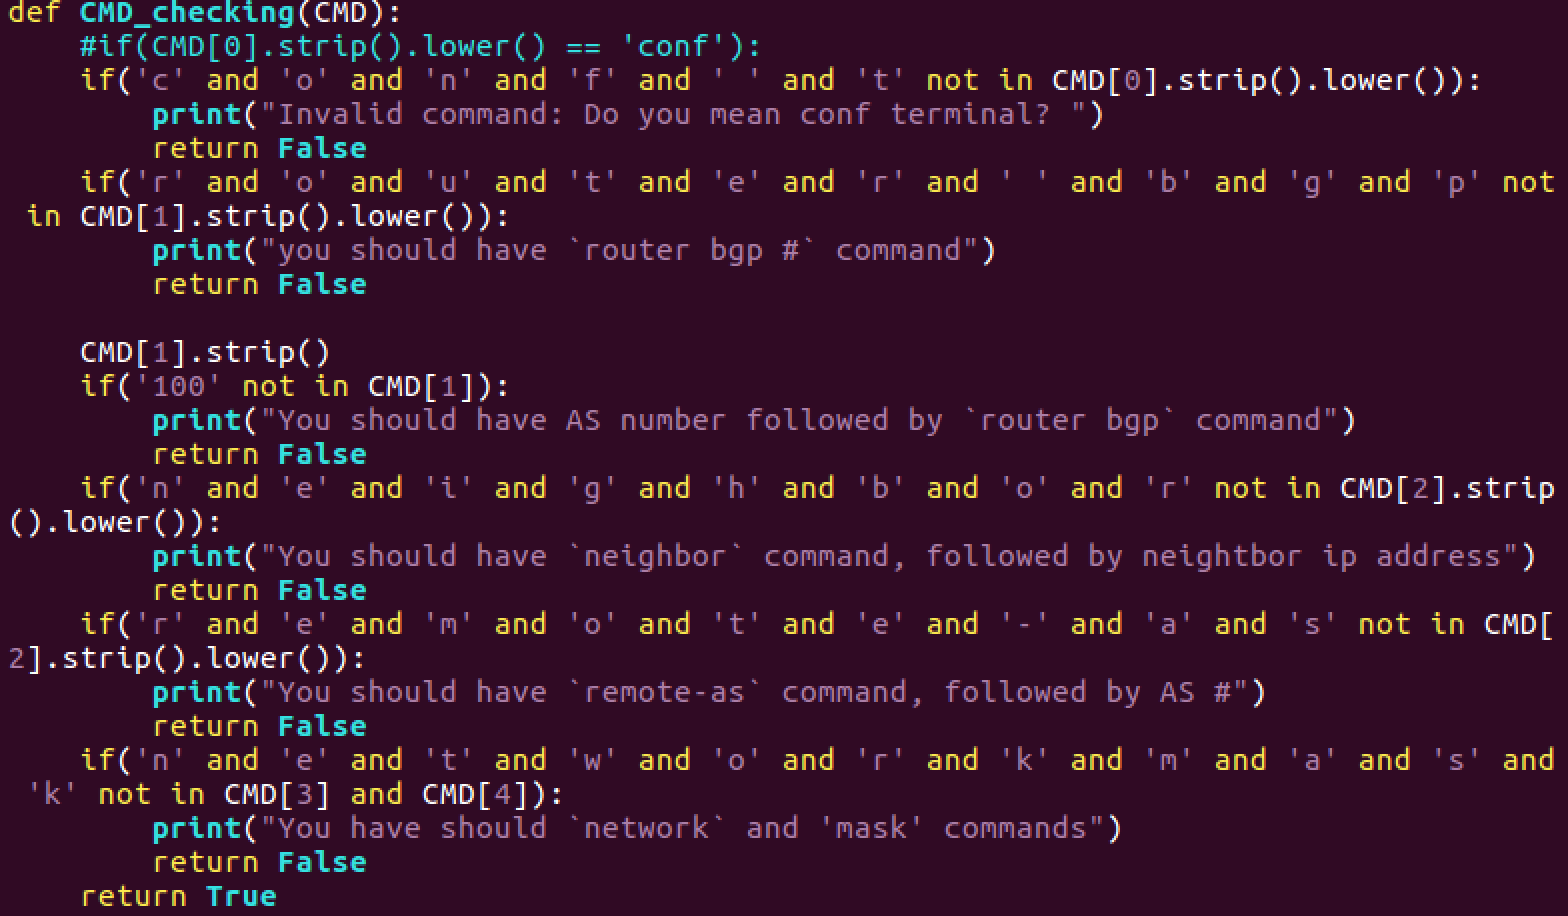 def CMD_checking(CMD):
    #if(CMD[0].strip().lower() == 'conf'):
    if('c' and 'o' and 'n' and 'f' and ' ' and 't' not in CMD[0].strip().lower()):
        print("Invalid command: Do you mean conf terminal? ")
        return False
    if('r' and 'o' and 'u' and 't' and 'e' and 'r' and ' ' and 'b' and 'g' and 'p' not
 in CMD[1].strip().lower()):
        print("you should have `router bgp #` command")
        return False

    CMD[1].strip()
    if('100' not in CMD[1]):
        print("You should have AS number followed by `router bgp` command")
        return False
    if('n' and 'e' and 'i' and 'g' and 'h' and 'b' and 'o' and 'r' not in CMD[2].strip
().lower()):
        print("You should have `neighbor` command, followed by neightbor ip address")
        return False
    if('r' and 'e' and 'm' and 'o' and 't' and 'e' and '-' and 'a' and 's' not in CMD[
2].strip().lower()):
        print("You should have `remote-as` command, followed by AS #")
        return False
    if('n' and 'e' and 't' and 'w' and 'o' and 'r' and 'k' and 'm' and 'a' and 's' and
 'k' not in CMD[3] and CMD[4]):
        print("You have should `network` and 'mask' commands")
        return False
    return True